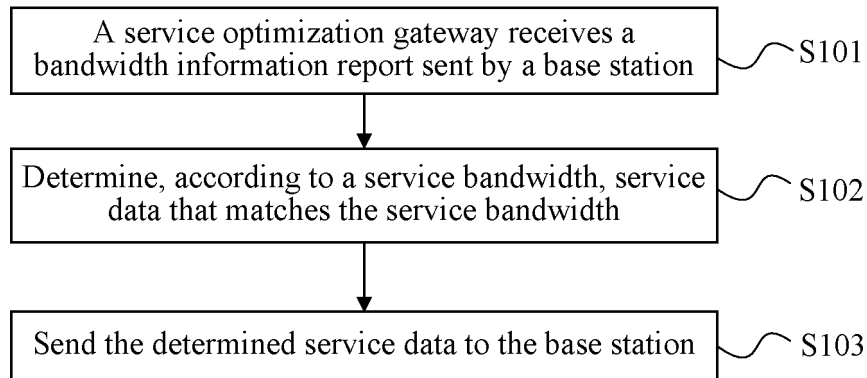 A service optimization gateway receives a
bandwidth information report sent by a base station
S101
Determine, according to a service bandwidth, service
data that matches the service bandwidth
S102
Send the determined service data to the base station
S103